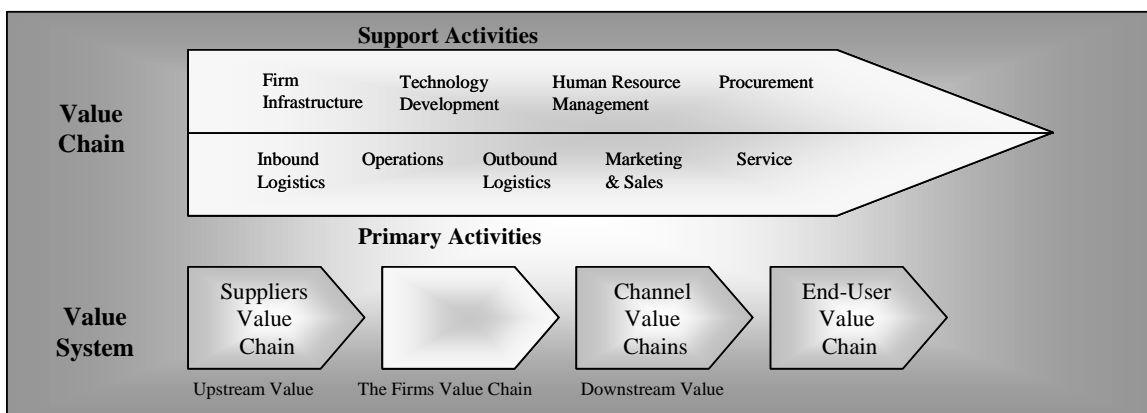 Support Activities
Firm
Infrastructure
Technology
Development
Human Resource
Management
Procurement
Value
Chain
Inbound
Logistics
Operations
Outbound
Logistics
Marketing
& Sales
Service
Primary Activities
Value
System
Suppliers
Value
Chain
Channel
Value
Chains
End-User
Value
Chain
Upstream Value
The Firms Value Chain
Downstream Value